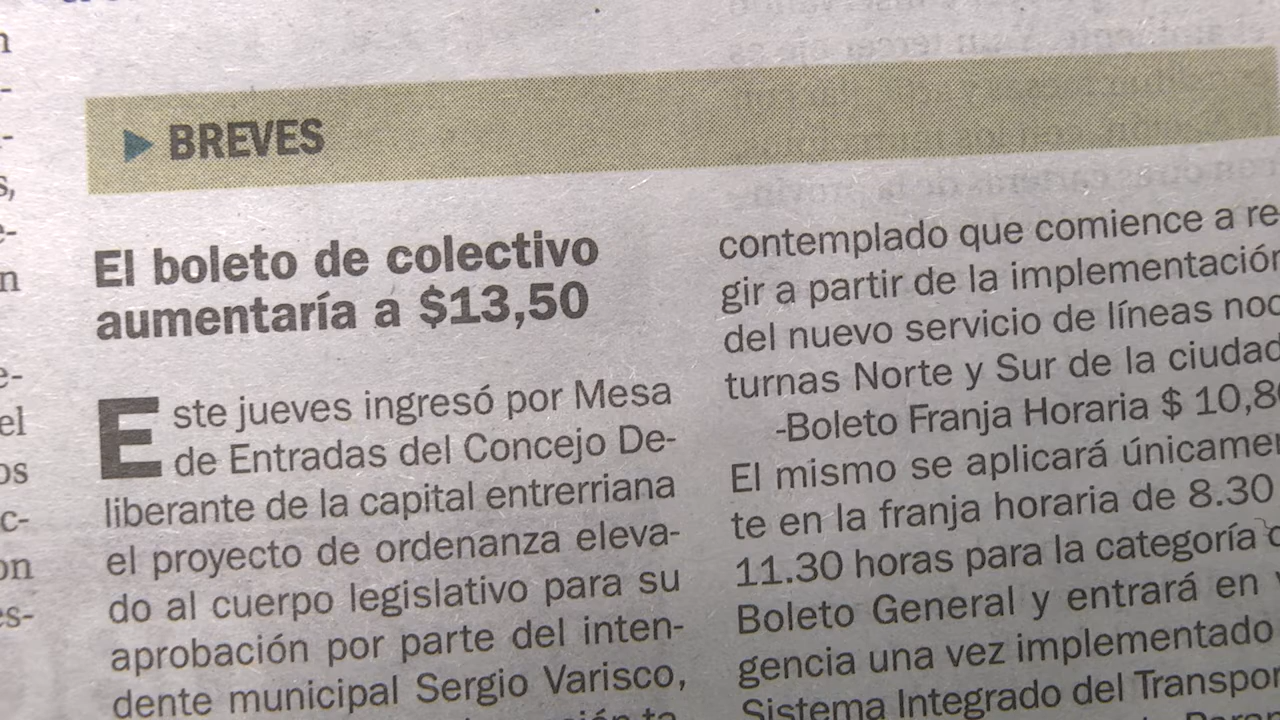 BREVES
El boleto de colectivo
aumentaría a $13,50
Este jueves ingresó por Mesa
de Entradas del Concejo De-
liberante de la capital entrerriana
el proyecto de ordenanza eleva-
do al cuerpo legislativo para su
aprobación por parte del inten-
dente municipal Sergio Varisco,
contemplado que comience a re
gir a partir de la implementación
del nuevo servicio de líneas noc
turnas Norte y Sur de la ciudad
-Boleto Franja Horaria $ 10,80
El mismo se aplicará únicamen
te en la franja horaria de 8.30
11.30 horas para la categoría
Boleto General y entrará en
gencia una vez implementado
Sistema Integrado del Transpor